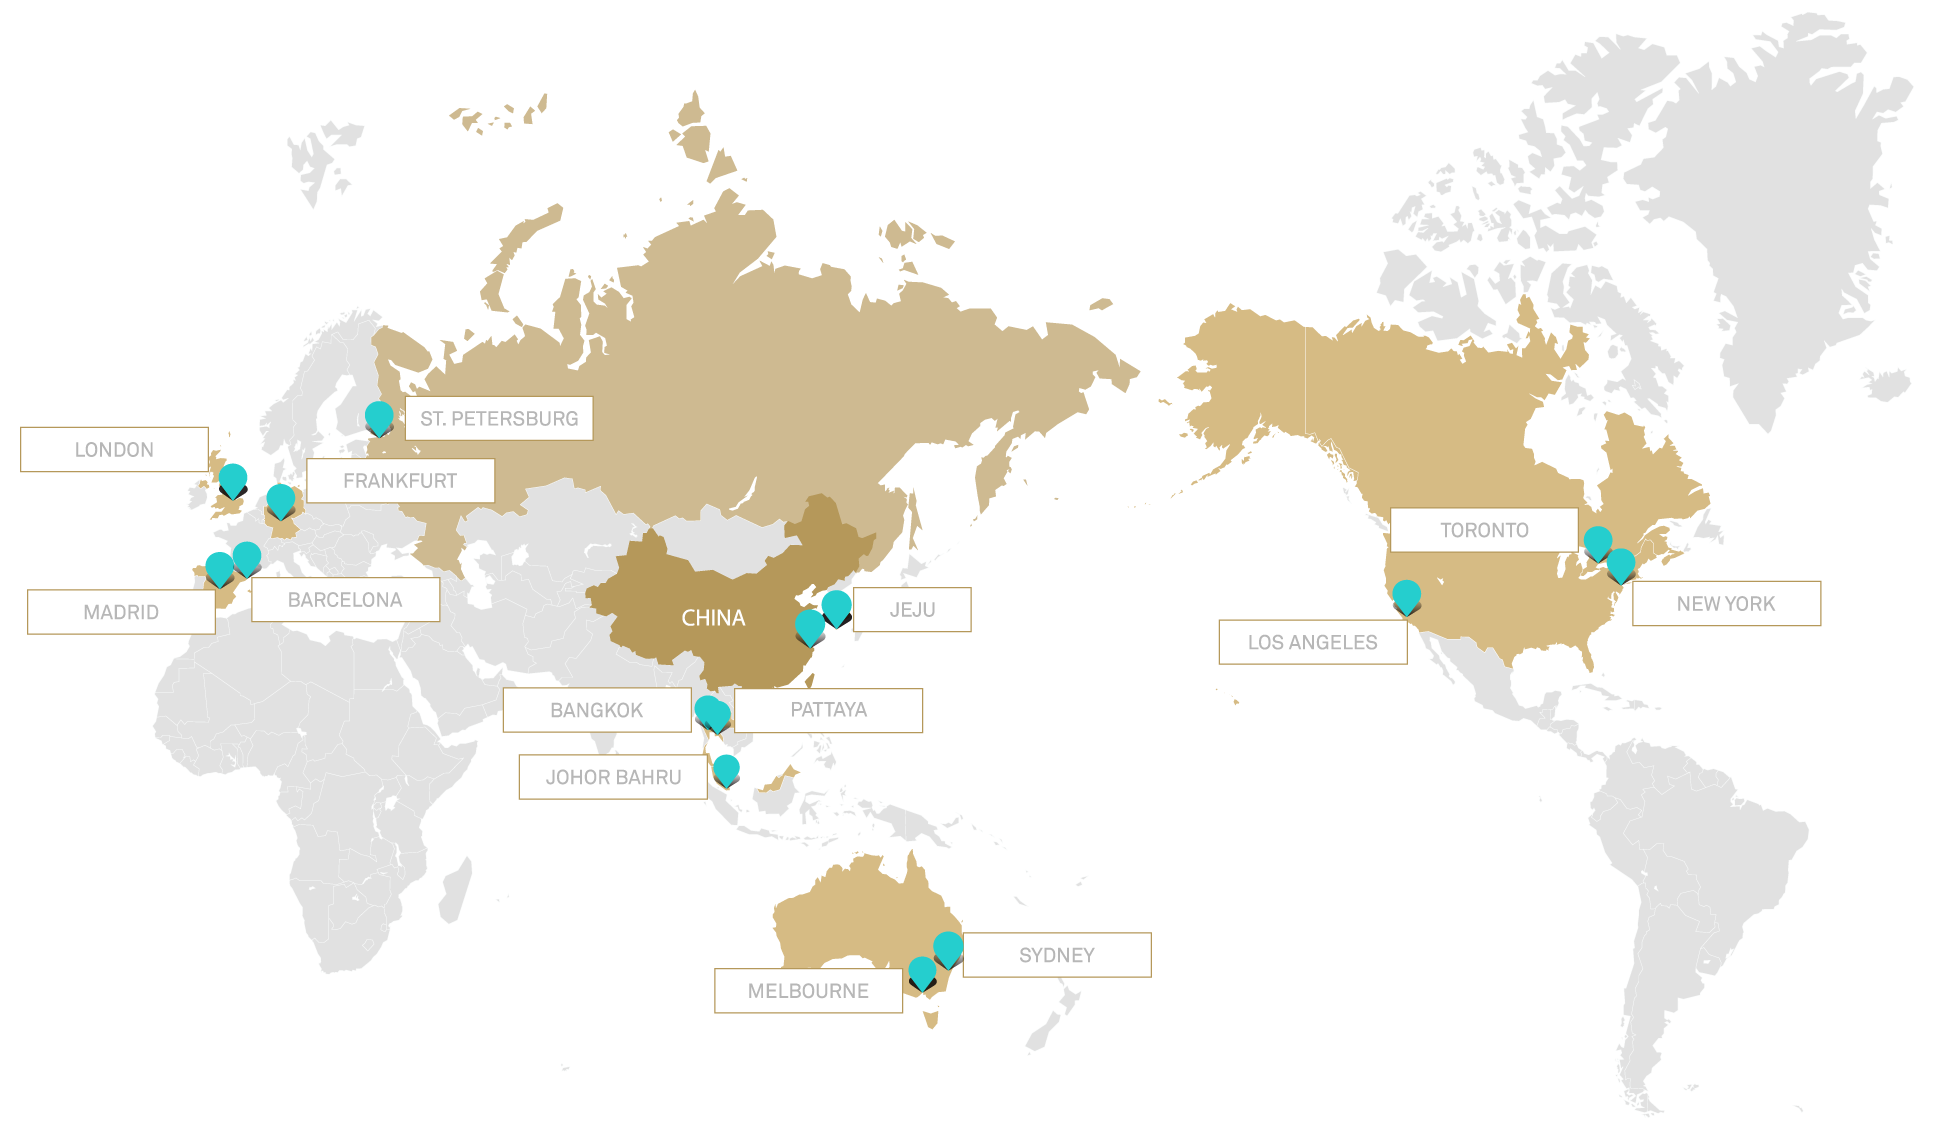 ST. PETERSBURG
LONDON
FRANKFURT
TORONTO
BARCELONA
MADRID
CHINA
JEJU
NEW YORK
LOS ANGELES
BANGKOK
PATTAYA
JOHOR BAHRU
SYDNEY
MELBOURNE